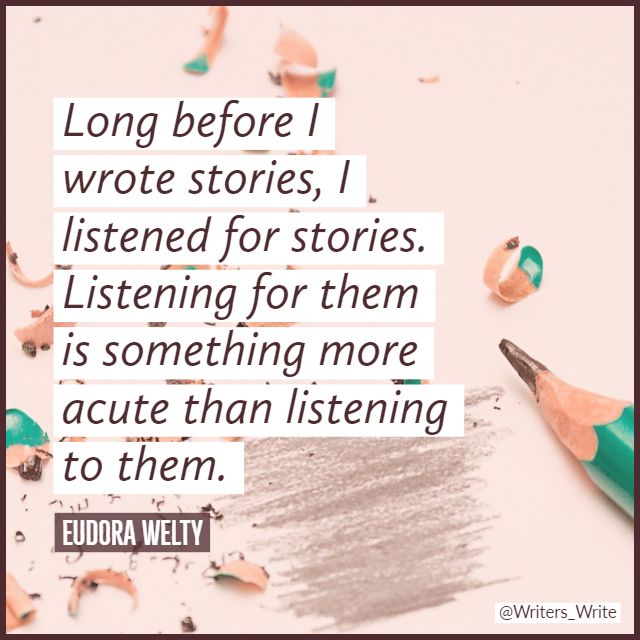 Long before I
wrote stories, I
listened for stories.
Listening for them
is something more
acute than listening
to them.
EUDORA WELTY
@Writers_Write